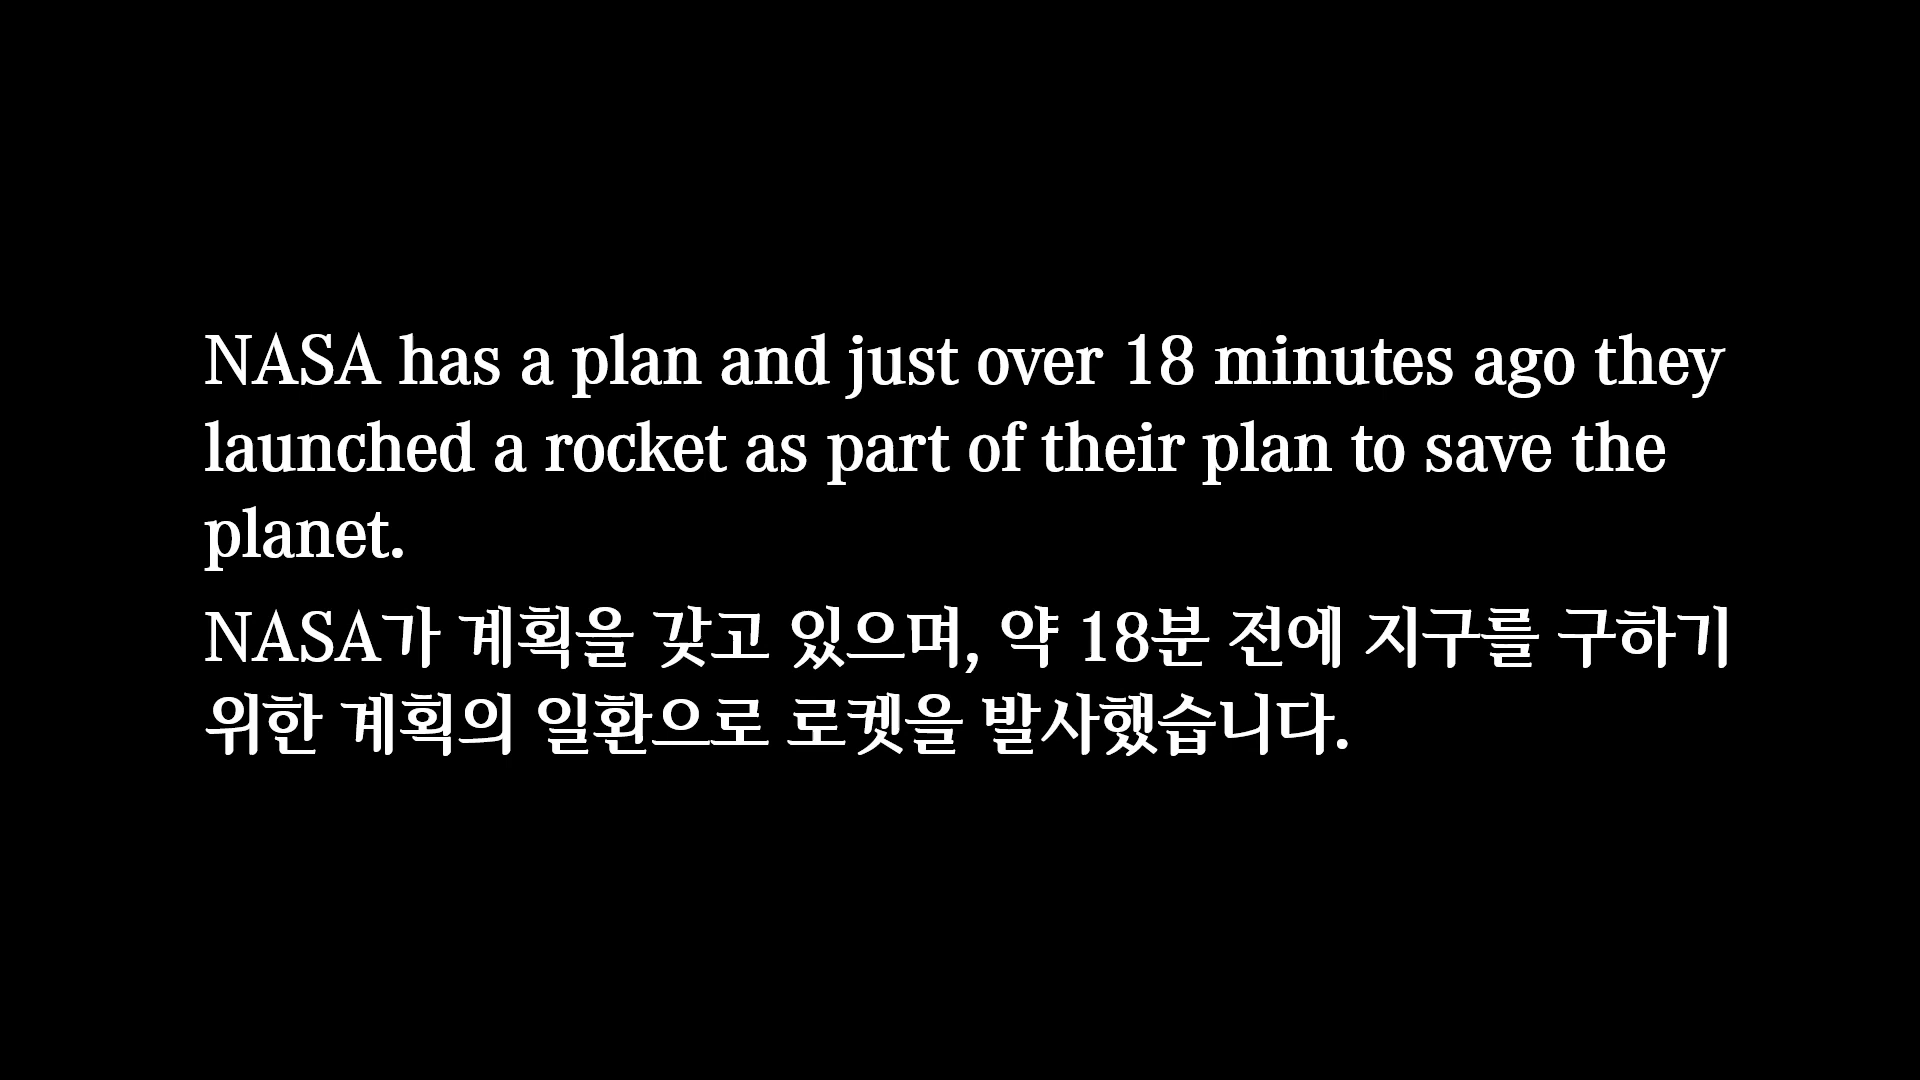 NASA has a plan and just over 18 minutes ago they
launched a rocket as part of their plan to save the
planet.
NASA가 계획을 갖고 있으며, 약 18분 전에 지구를 구하기
위한 계획의 일환으로 로켓을 발사했습니다.